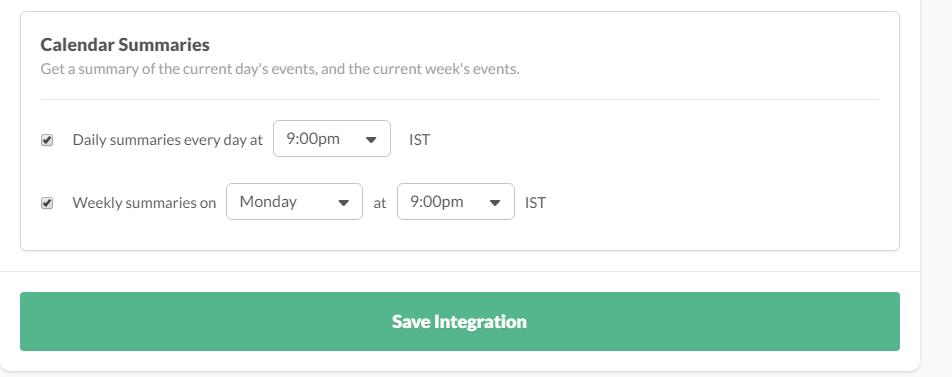 Calendar Summaries
Get a summary of the current day's events, and the current week's events.
Daily summaries every day at 9:00pm IST
Weekly summaries on Monday at 9:00pm IST
Save Integration